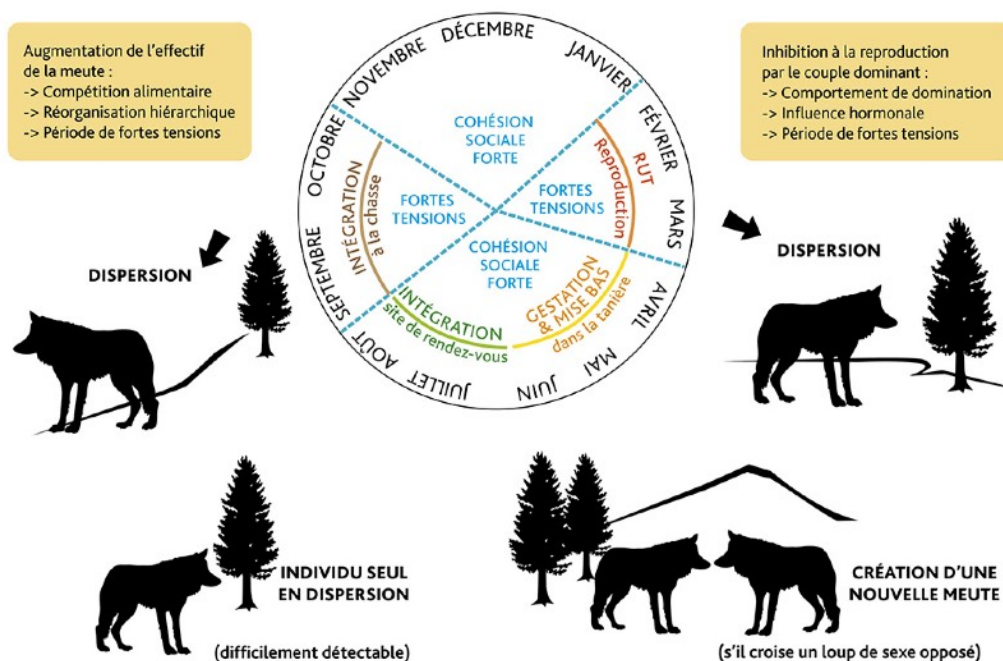 Augmentation de l'effectif
de la meute :
-> Compétition alimentaire
-> Réorganisation hiérarchique
-> Période de fortes tensions
Inhibition à la reproduction
par le couple dominant :
-> Comportement de domination
-> Influence hormonale
-> Période de fortes tensions
JANVIER
FÉVRIER
MARS
AVRIL
MAI
JUIN
JUILLET
AOÛT
SEPTEMBRE
OCTOBRE
NOVEMBRE
DÉCEMBRE
COHÉSION
SOCIALE
FORTE
FORTES
TENSIONS
RUT
Reproduction
COHÉSION
SOCIALE
FORTE
GESTATION
& MISE BAS
dans la tanière
INTÉGRATION
site de rendez-vous
FORTES
TENSIONS
INTÉGRATION
à la chasse
DISPERSION
DISPERSION
INDIVIDU SEUL
EN DISPERSION
(difficilement détectable)
CRÉATION D'UNE
NOUVELLE MEUTE
(s'il croise un loup de sexe opposé)